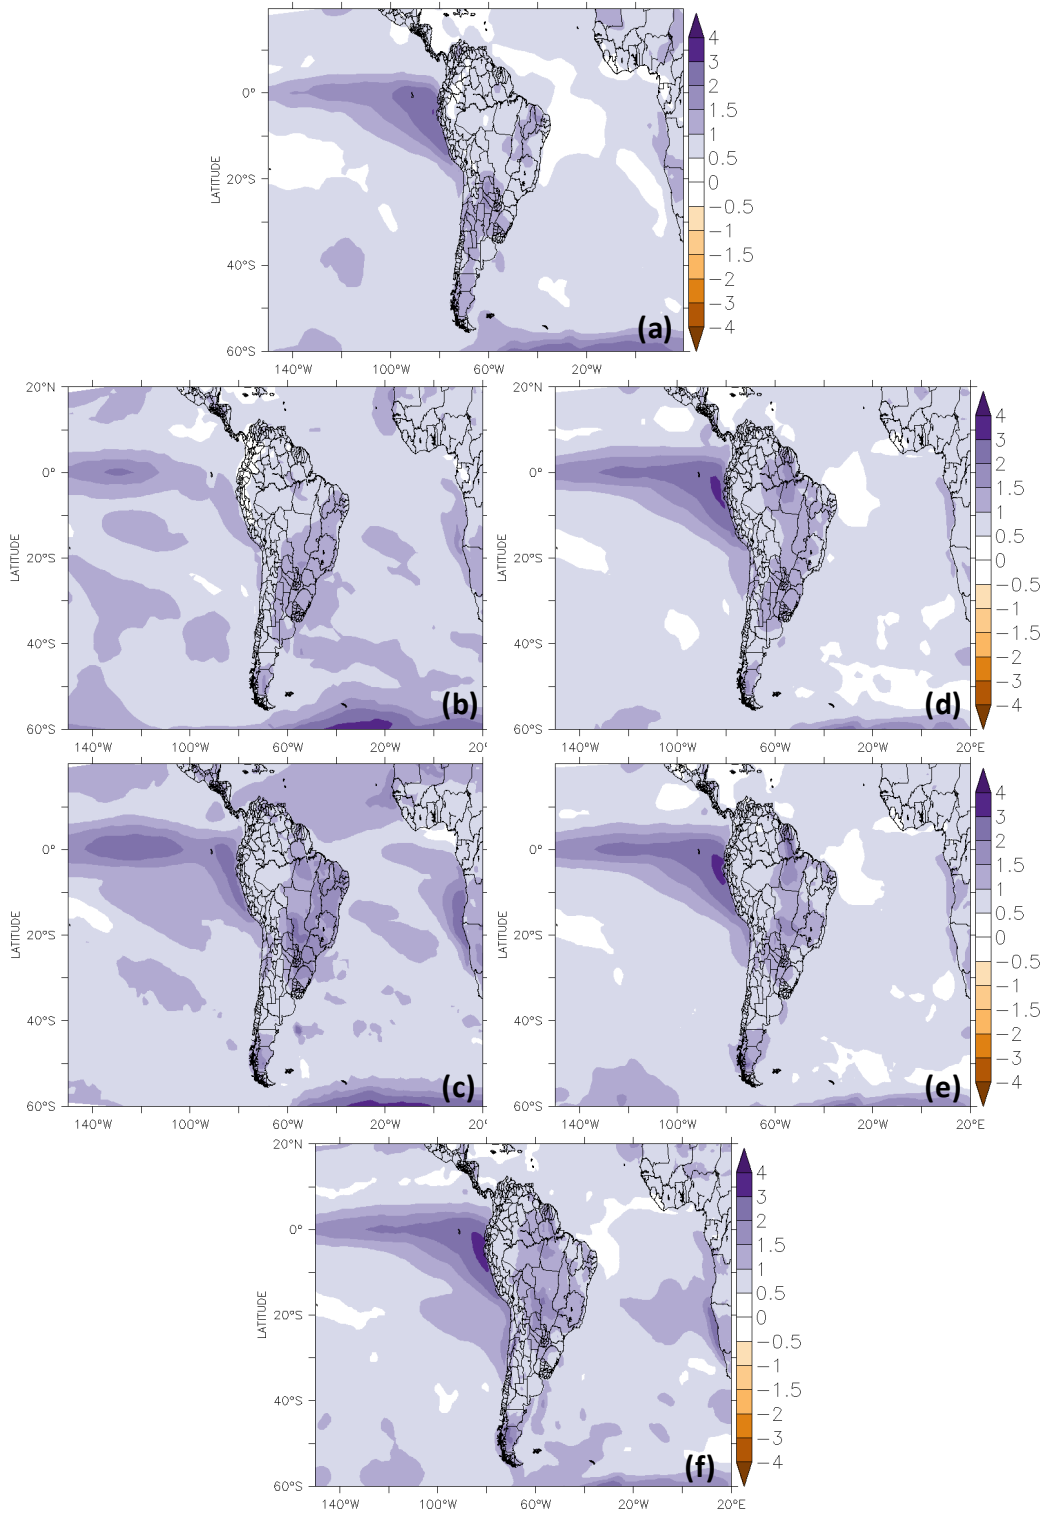 4
3
2
1.5
1
0.5
0
−0.5
−1
−1.5
−2
−3
−4
0°
20°S
40°S
60°S
LATITUDE
(a)
140°W 100°W 60°W 20°W
20°N
0°
20°S
40°S
60°S
LATITUDE
(b)
140°W 100°W 60°W 20°W 20°
LATITUDE
(d)
4
3
2
1.5
1
0.5
0
−0.5
−1
−1.5
−2
−3
−4
20°N
0°
20°S
40°S
60°S
140°W 100°W 60°W 20°W 20°E
0°
20°S
40°S
60°S
LATITUDE
(c)
140°W 100°W 60°W 20°W 20°
LATITUDE
(e)
4
3
2
1.5
1
0.5
0
−0.5
−1
−1.5
−2
−3
−4
0°
20°S
40°S
60°S
140°W 100°W 60°W 20°W 20°E
20°N
0°
20°S
40°S
60°S
LATITUDE
(f)
140°W 100°W 60°W 20°W 20°E
4
3
2
1.5
1
0.5
0
−0.5
−1
−1.5
−2
−3
−4